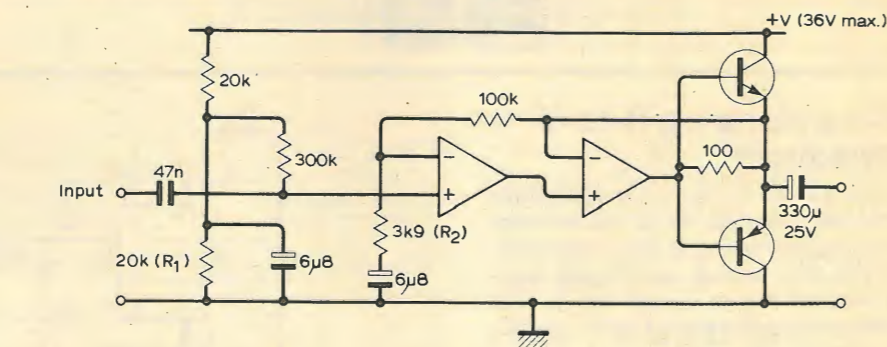 +V (36V max.)
20k
100k
300k
100
47n
Input
−
+
−
+
330µ
25V
3k9 (R₂)
20k (R₁)
6µ8
6µ8